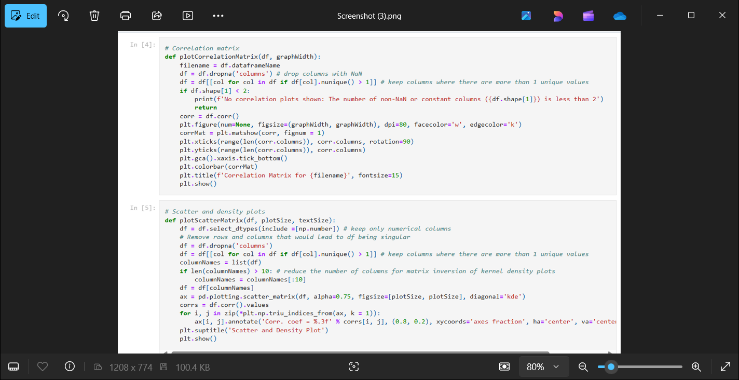 Edit
Screenshot (3).png
In [4]:
# Correlation matrix
def plotCorrelationMatrix(df, graphWidth):
    filename = df.dataframeName
    df = df.dropna('columns') # drop columns with NaN
    df = df[[col for col in df if df[col].nunique() > 1]] # keep columns where there are more than 1 unique values
    if df.shape[1] < 2:
        print(f'No correlation plots shown: The number of non-NaN or constant columns ({df.shape[1]}) is less than 2')
        return
    corr = df.corr()
    plt.figure(num=None, figsize=(graphWidth, graphWidth), dpi=80, facecolor='w', edgecolor='k')
    corrMat = plt.matshow(corr, fignum = 1)
    plt.xticks(range(len(corr.columns)), corr.columns, rotation=90)
    plt.yticks(range(len(corr.columns)), corr.columns)
    plt.gca().xaxis.tick_bottom()
    plt.colorbar(corrMat)
    plt.title(f'Correlation Matrix for {filename}', fontsize=15)
    plt.show()
In [5]:
# Scatter and density plots
def plotScatterMatrix(df, plotSize, textSize):
    df = df.select_dtypes(include =[np.number]) # keep only numerical columns
    # Remove rows and columns that would lead to df being singular
    df = df.dropna('columns')
    df = df[[col for col in df if df[col].nunique() > 1]] # keep columns where there are more than 1 unique values
    columnNames = list(df)
    if len(columnNames) > 10: # reduce the number of columns for matrix inversion of kernel density plots
        columnNames = columnNames[:10]
    df = df[columnNames]
    ax = pd.plotting.scatter_matrix(df, alpha=0.75, figsize=[plotSize, plotSize], diagonal='kde')
    corrs = df.corr().values
    for i, j in zip(*plt.np.triu_indices_from(ax, k = 1)):
        ax[i, j].annotate('Corr. coef = %.3f' % corrs[i, j], (0.8, 0.2), xycoords='axes fraction', ha='center', va='center
    plt.suptitle('Scatter and Density Plot')
    plt.show()
1208 x 774
100.4 KB
80%